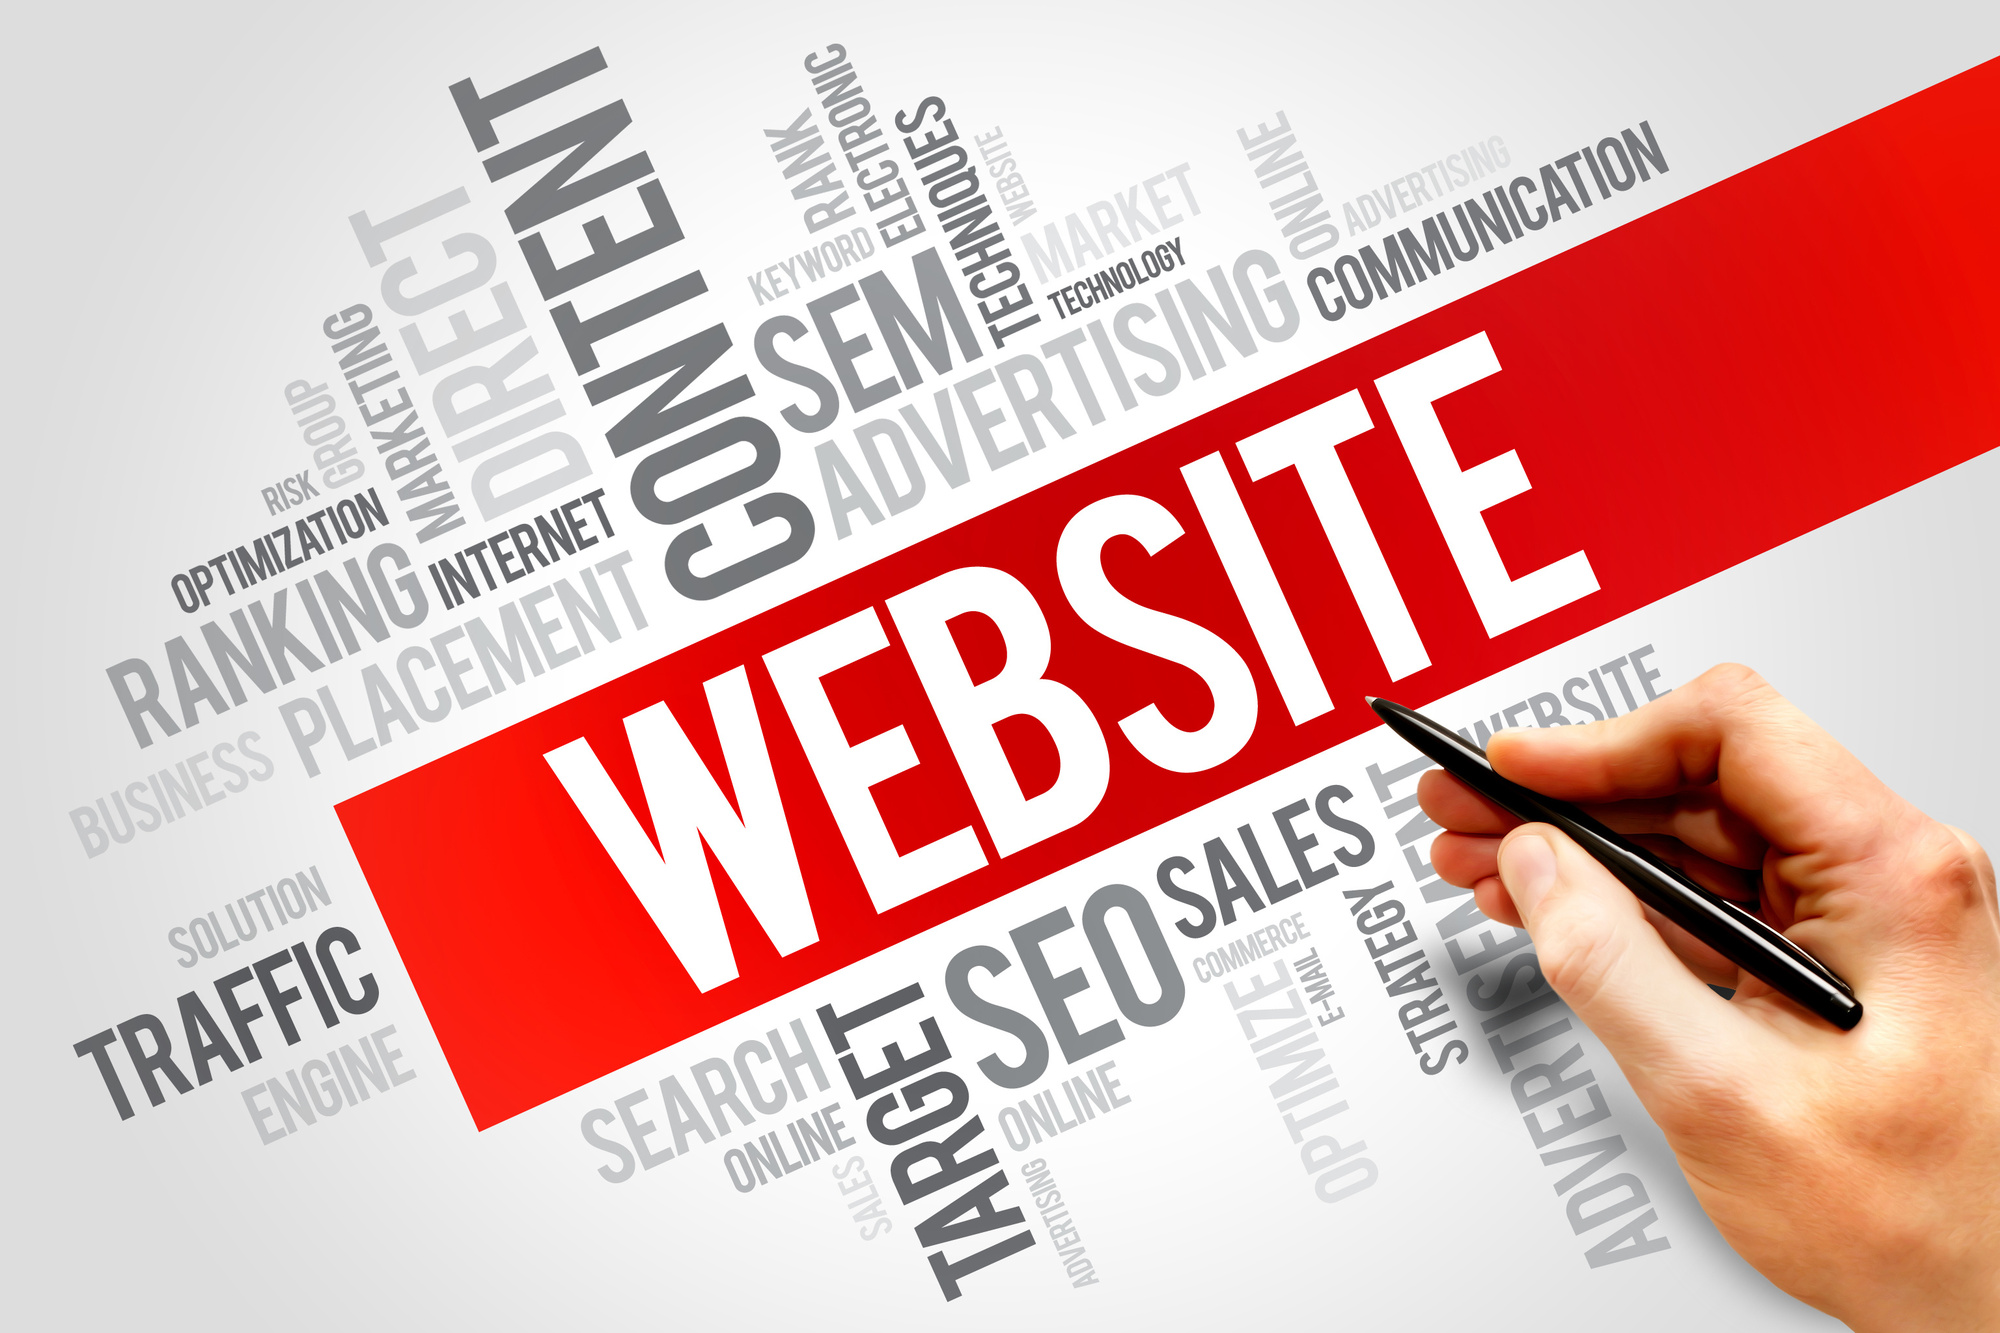 CONTENT
DIRECT
MARKETING
GROUP
RISK
OPTIMIZATION
RANKING
INTERNET
PLACEMENT
BUSINESS
RANK
ELECTRONIC
TECHNIQUES
WEBSITE
KEYWORD
SEM
MARKET
TECHNOLOGY
ADVERTISING
ONLINE
ADVERTISING
COMMUNICATION
WEBSITE
SOLUTION
TRAFFIC
ENGINE
SEARCH
ONLINE
SALES
TARGET
SEO
ONLINE
ADVERTISING
SALES
COMMERCE
OPTIMIZE
E-MAIL
STRATEGY
ADVERTISEMENT
WEBSITE